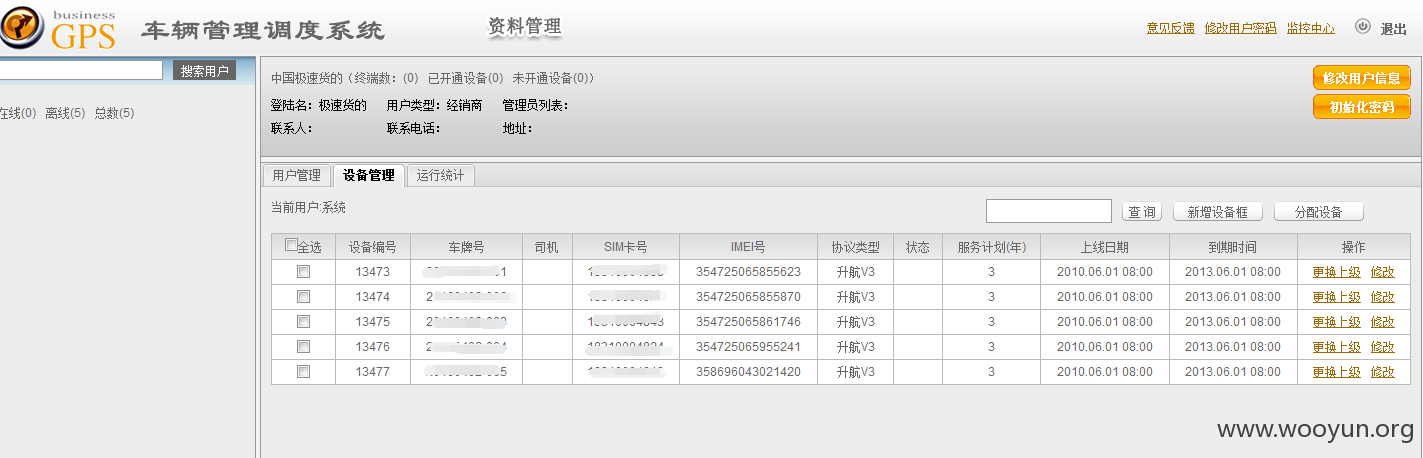 business
GPS 车辆管理调度系统 资料管理 意见反馈 修改用户密码 监控中心 退出
搜索用户
在线(0) 离线(5) 总数(5)
中国极速货的（终端数：(0) 已开通设备(0) 未开通设备(0)）
登陆名：极速货的 用户类型：经销商 管理员列表：
联系人： 联系电话： 地址：
修改用户信息
初始化密码
用户管理 设备管理 运行统计
当前用户:系统 查询 新增设备框 分配设备
全选 设备编号 车牌号 司机 SIM卡号 IMEI号 协议类型 状态 服务计划(年) 上线日期 到期时间 操作
13473 354725065855623 升航V3 3 2010.06.01 08:00 2013.06.01 08:00 更换上级 修改
13474 354725065855870 升航V3 3 2010.06.01 08:00 2013.06.01 08:00 更换上级 修改
13475 354725065861746 升航V3 3 2010.06.01 08:00 2013.06.01 08:00 更换上级 修改
13476 354725065955241 升航V3 3 2010.06.01 08:00 2013.06.01 08:00 更换上级 修改
13477 358696043021420 升航V3 3 2010.06.01 08:00 2013.06.01 08:00 更换上级 修改
www.wooyun.org